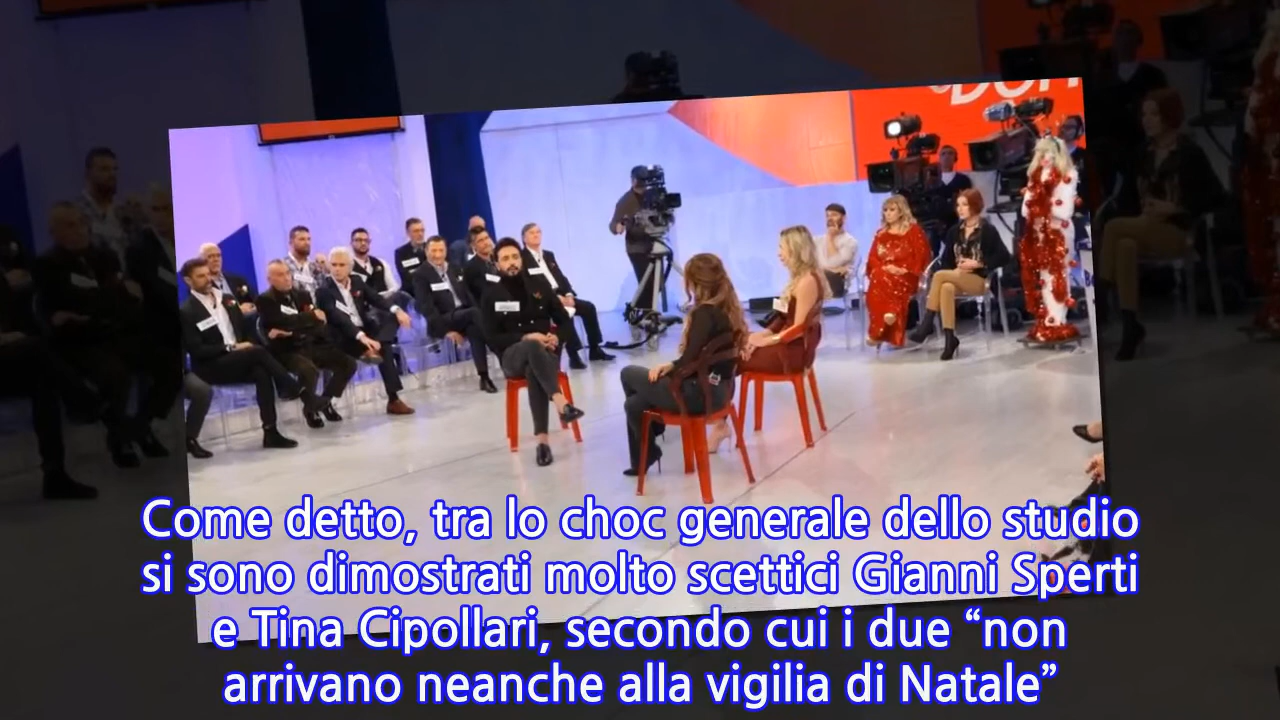 DON
Come detto, tra lo choc generale dello studio
si sono dimostrati molto scettici Gianni Sperti
e Tina Cipollari, secondo cui i due “non
arrivano neanche alla vigilia di Natale”